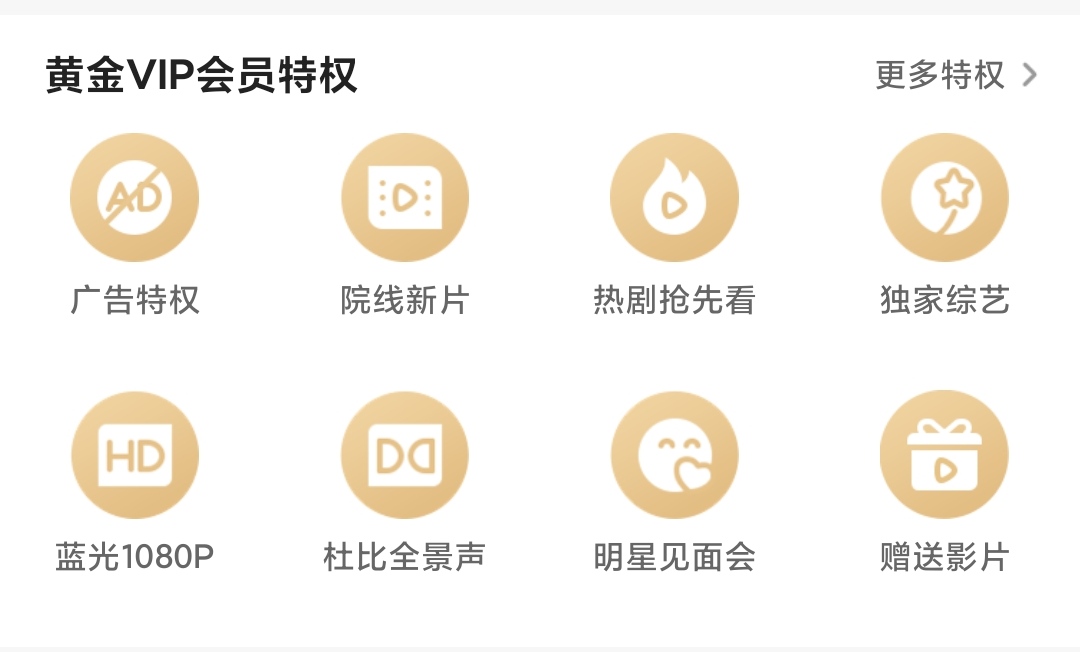 黄金VIP会员特权
更多特权
AD
广告特权
院线新片
热剧抢先看
独家综艺
HD
蓝光1080P
杜比全景声
明星见面会
赠送影片